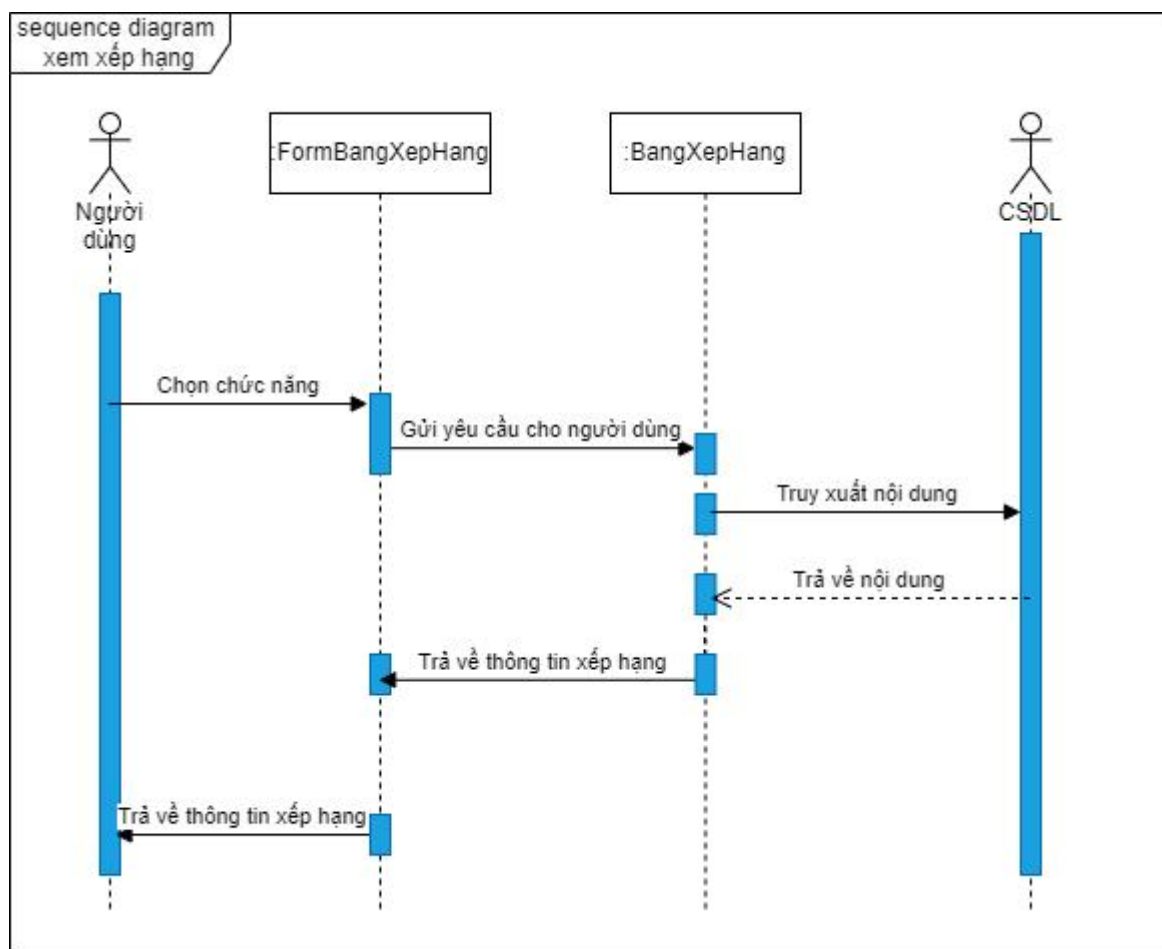 sequence diagram
xem xếp hạng
:FormBangXepHang
:BangXepHang
Người
dùng
CSDL
Chọn chức năng
Gửi yêu cầu cho người dùng
Truy xuất nội dung
Trả về nội dung
Trả về thông tin xếp hạng
Trả về thông tin xếp hạng